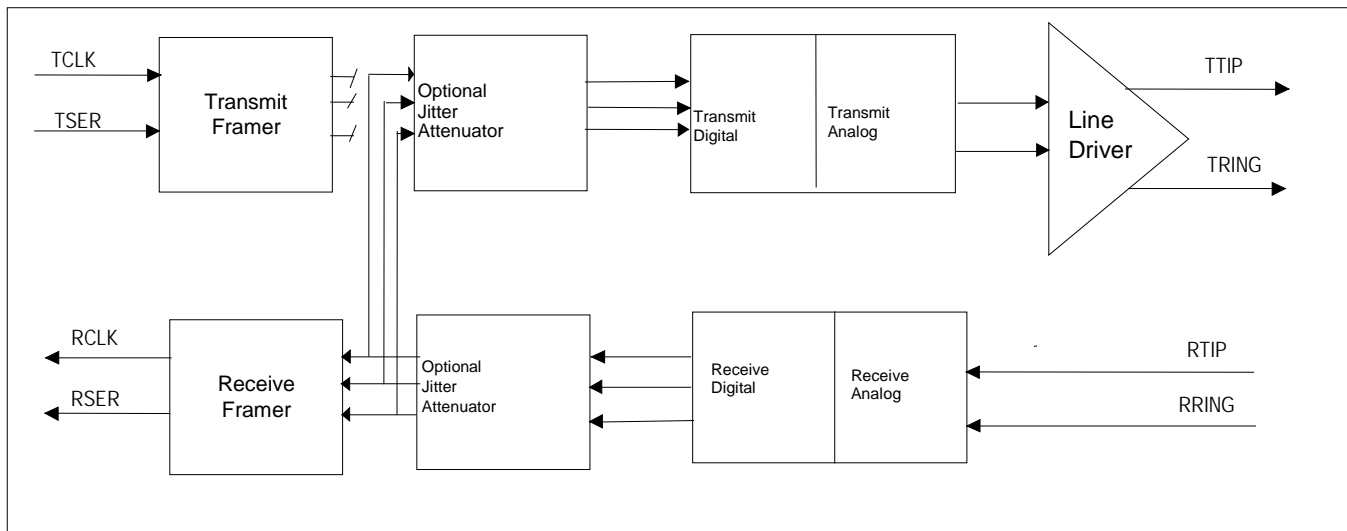 TCLK
TSER
Transmit
Framer
Optional
Jitter
Attenuator
Transmit
Digital
Transmit
Analog
Line
Driver
TTIP
TRING
RCLK
RSER
Receive
Framer
Optional
Jitter
Attenuator
Receive
Digital
Receive
Analog
RTIP
RRING